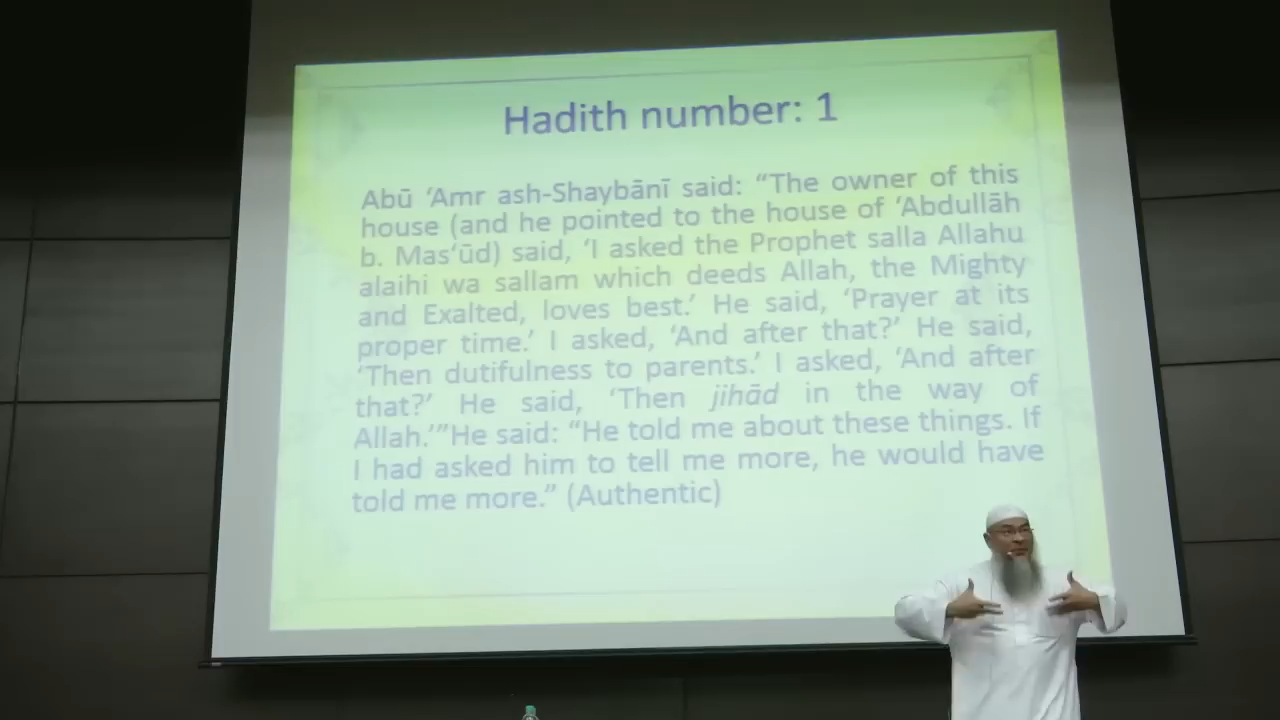 Hadith number: 1
Abū ‘Amr ash-Shaybānī said: “The owner of this
house (and he pointed to the house of ‘Abdullāh
b. Mas‘ūd) said, ‘I asked the Prophet salla Allahu
alaihi wa sallam which deeds Allah, the Mighty
and Exalted, loves best.’ He said, ‘Prayer at its
proper time.’ I asked, ‘And after that?’ He said,
‘Then dutifulness to parents.’ I asked, ‘And after
that?’ He said, ‘Then jihād in the way of
Allah.’”He said: “He told me about these things. If
I had asked him to tell me more, he would have
told me more.” (Authentic)